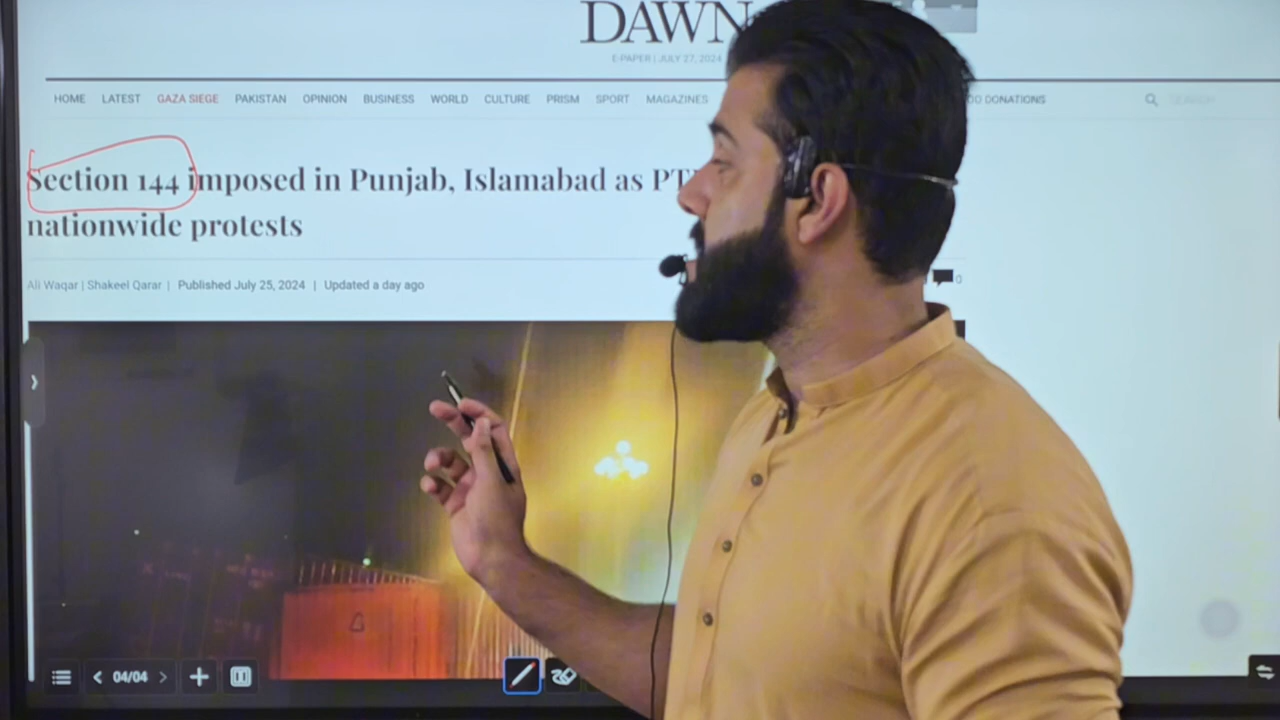 DAWN
E-PAPER | JULY 27, 2024
HOME LATEST GAZA SIEGE PAKISTAN OPINION BUSINESS WORLD CULTURE PRISM SPORT MAGAZINES DONATIONS SEARCH
Section 144 imposed in Punjab, Islamabad as
nationwide protests
Ali Waqar | Shakeel Qarar | Published July 25, 2024 | Updated a day ago
0
04/04